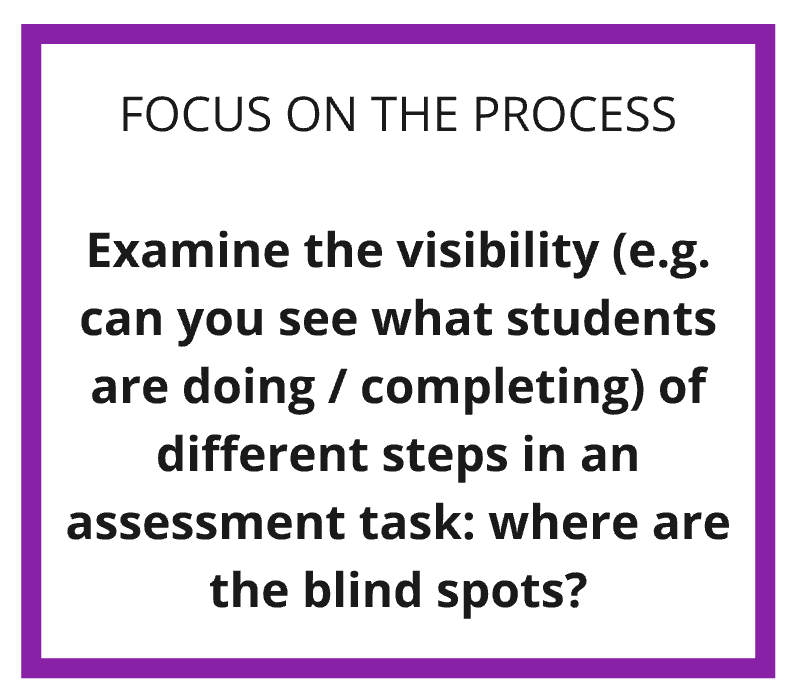 FOCUS ON THE PROCESS
Examine the visibility (e.g.
can you see what students
are doing / completing) of
different steps in an
assessment task: where are
the blind spots?